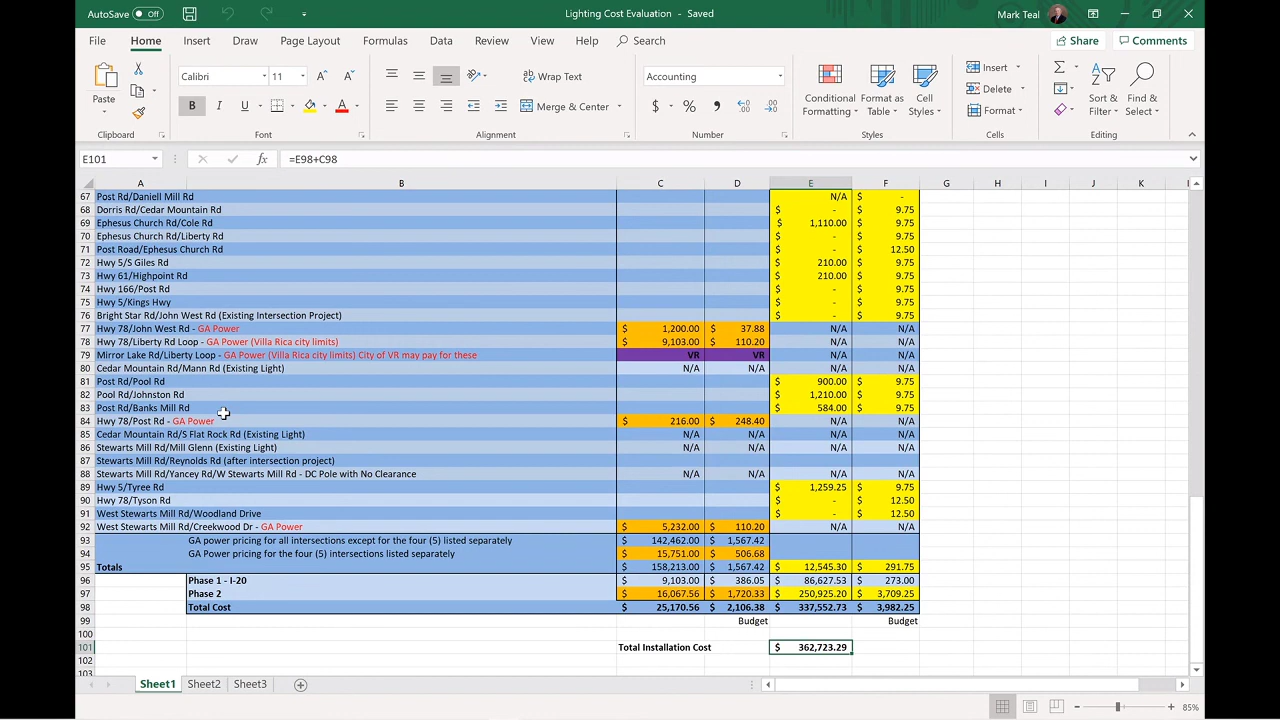 AutoSave Off Lighting Cost Evaluation - Saved Mark Teal
File Home Insert Draw Page Layout Formulas Data Review View Help Search Share Comments
Paste Calibri 11 A A Wrap Text Accounting Conditional Formatting Format as Table Cell Styles Insert Sort & Filter Find & Select
B I U A Merge & Center $ % Delete
Format
Clipboard Font Alignment Number Styles Cells Editing
E101 fx =E98+C98
A B C D E F G H I J K
67 Post Rd/Daniell Mill Rd N/A $ -
68 Dorris Rd/Cedar Mountain Rd $ - $ 9.75
69 Ephesus Church Rd/Cole Rd $ 1,110.00 $ 9.75
70 Ephesus Church Rd/Liberty Rd $ - $ 9.75
71 Post Road/Ephesus Church Rd $ - $ 12.50
72 Hwy 5/S Giles Rd $ 210.00 $ 9.75
73 Hwy 61/Highpoint Rd $ 210.00 $ 9.75
74 Hwy 166/Post Rd $ - $ 9.75
75 Hwy 5/Kings Hwy $ - $ 9.75
76 Bright Star Rd/John West Rd (Existing Intersection Project) $ - $ 9.75
77 Hwy 78/John West Rd - GA Power $ 1,200.00 $ 37.88 N/A N/A
78 Hwy 78/Liberty Rd Loop - GA Power (Villa Rica city limits) $ 9,103.00 $ 110.20 N/A N/A
79 Mirror Lake Rd/Liberty Loop - GA Power (Villa Rica city limits) City of VR may pay for these VR VR N/A N/A
80 Cedar Mountain Rd/Mann Rd (Existing Light) N/A N/A N/A N/A
81 Post Rd/Pool Rd $ 900.00 $ 9.75
82 Pool Rd/Johnston Rd $ 1,210.00 $ 9.75
83 Post Rd/Banks Mill Rd $ 584.00 $ 9.75
84 Hwy 78/Post Rd - GA Power $ 216.00 $ 248.40 N/A N/A
85 Cedar Mountain Rd/S Flat Rock Rd (Existing Light) N/A N/A N/A N/A
86 Stewarts Mill Rd/Mill Glenn (Existing Light) N/A N/A N/A N/A
87 Stewarts Mill Rd/Reynolds Rd (after intersection project) N/A N/A
88 Stewarts Mill Rd/Yancey Rd/W Stewarts Mill Rd - DC Pole with No Clearance N/A N/A N/A N/A
89 Hwy 5/Tyree Rd $ 1,259.25 $ 9.75
90 Hwy 78/Tyson Rd $ - $ 12.50
91 West Stewarts Mill Rd/Woodland Drive $ - $ 12.50
92 West Stewarts Mill Rd/Creekwood Dr - GA Power $ 5,232.00 $ 110.20 N/A N/A
93 GA power pricing for all intersections except for the four (5) listed separately $ 142,462.00 $ 1,567.42
94 GA Power pricing for the four (5) intersections listed separately $ 15,751.00 $ 506.68
95 Totals $ 158,213.00 $ 1,567.42 $ 12,545.30 $ 291.75
96 Phase 1 - I-20 $ 9,103.00 $ 386.05 $ 86,627.53 $ 273.00
97 Phase 2 $ 16,067.56 $ 1,720.33 $ 250,925.20 $ 3,709.25
98 Total Cost $ 25,170.56 $ 2,106.38 $ 337,552.73 $ 3,982.25
99 Budget Budget
100
101 Total Installation Cost $ 362,723.29
102
103
Sheet1 Sheet2 Sheet3
85%